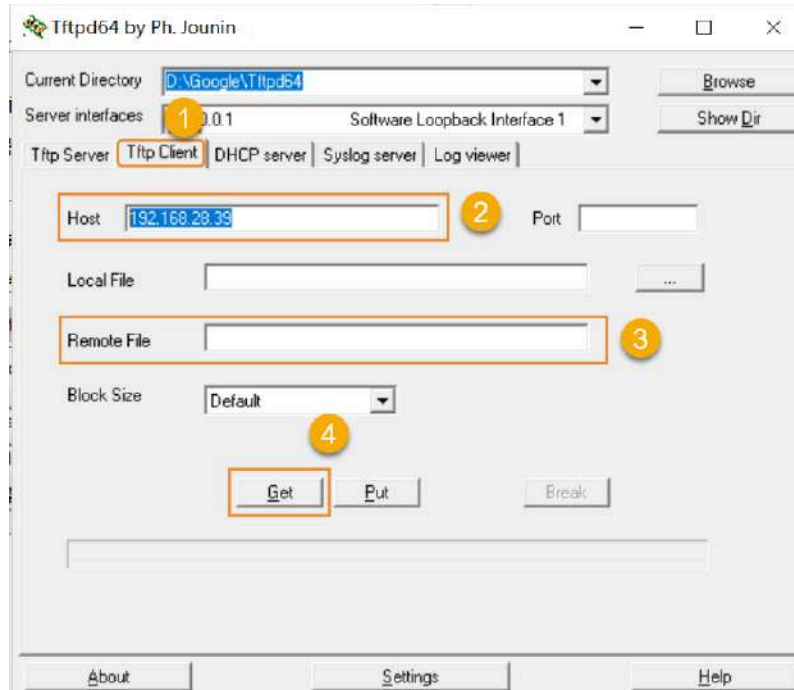 Tftpd64 by Ph. Jounin
Current Directory D:\Google\Tftpd64 Browse
Server interfaces 1 0.0.1 Software Loopback Interface 1 Show Dir
Tftp Server Tftp Client DHCP server Syslog server Log viewer
Host 192.168.28.39 2 Port
Local File ...
Remote File 3
Block Size Default
4
Get Put Break
About Settings Help